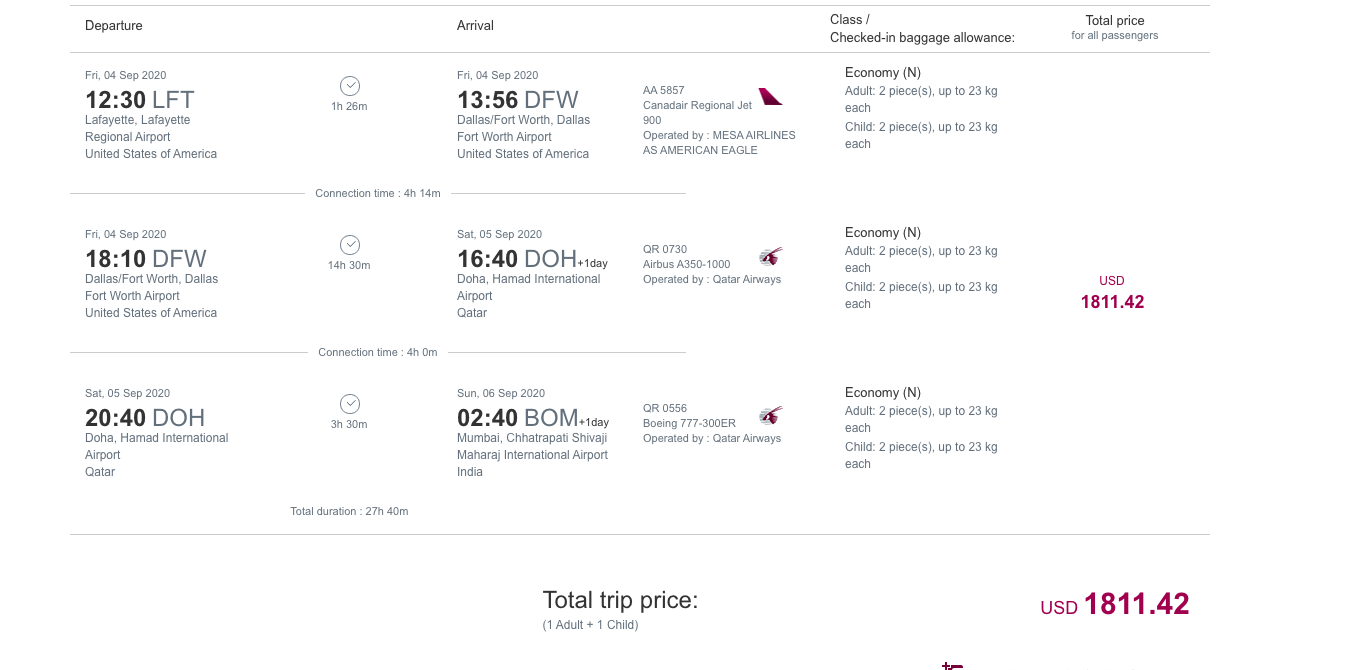 Departure
Arrival
Class /
Checked-in baggage allowance:
Total price
for all passengers
Fri, 04 Sep 2020
12:30 LFT
Lafayette, Lafayette
Regional Airport
United States of America
1h 26m
Fri, 04 Sep 2020
13:56 DFW
Dallas/Fort Worth, Dallas
Fort Worth Airport
United States of America
AA 5857
Canadair Regional Jet
900
Operated by : MESA AIRLINES
AS AMERICAN EAGLE
Economy (N)
Adult: 2 piece(s), up to 23 kg
each
Child: 2 piece(s), up to 23 kg
each
Connection time : 4h 14m
Fri, 04 Sep 2020
18:10 DFW
Dallas/Fort Worth, Dallas
Fort Worth Airport
United States of America
14h 30m
Sat, 05 Sep 2020
16:40 DOH+1day
Doha, Hamad International
Airport
Qatar
QR 0730
Airbus A350-1000
Operated by : Qatar Airways
Economy (N)
Adult: 2 piece(s), up to 23 kg
each
Child: 2 piece(s), up to 23 kg
each
USD
1811.42
Connection time : 4h 0m
Sat, 05 Sep 2020
20:40 DOH
Doha, Hamad International
Airport
Qatar
3h 30m
Sun, 06 Sep 2020
02:40 BOM+1day
Mumbai, Chhatrapati Shivaji
Maharaj International Airport
India
QR 0556
Boeing 777-300ER
Operated by : Qatar Airways
Economy (N)
Adult: 2 piece(s), up to 23 kg
each
Child: 2 piece(s), up to 23 kg
each
Total duration : 27h 40m
Total trip price:
(1 Adult + 1 Child)
USD 1811.42